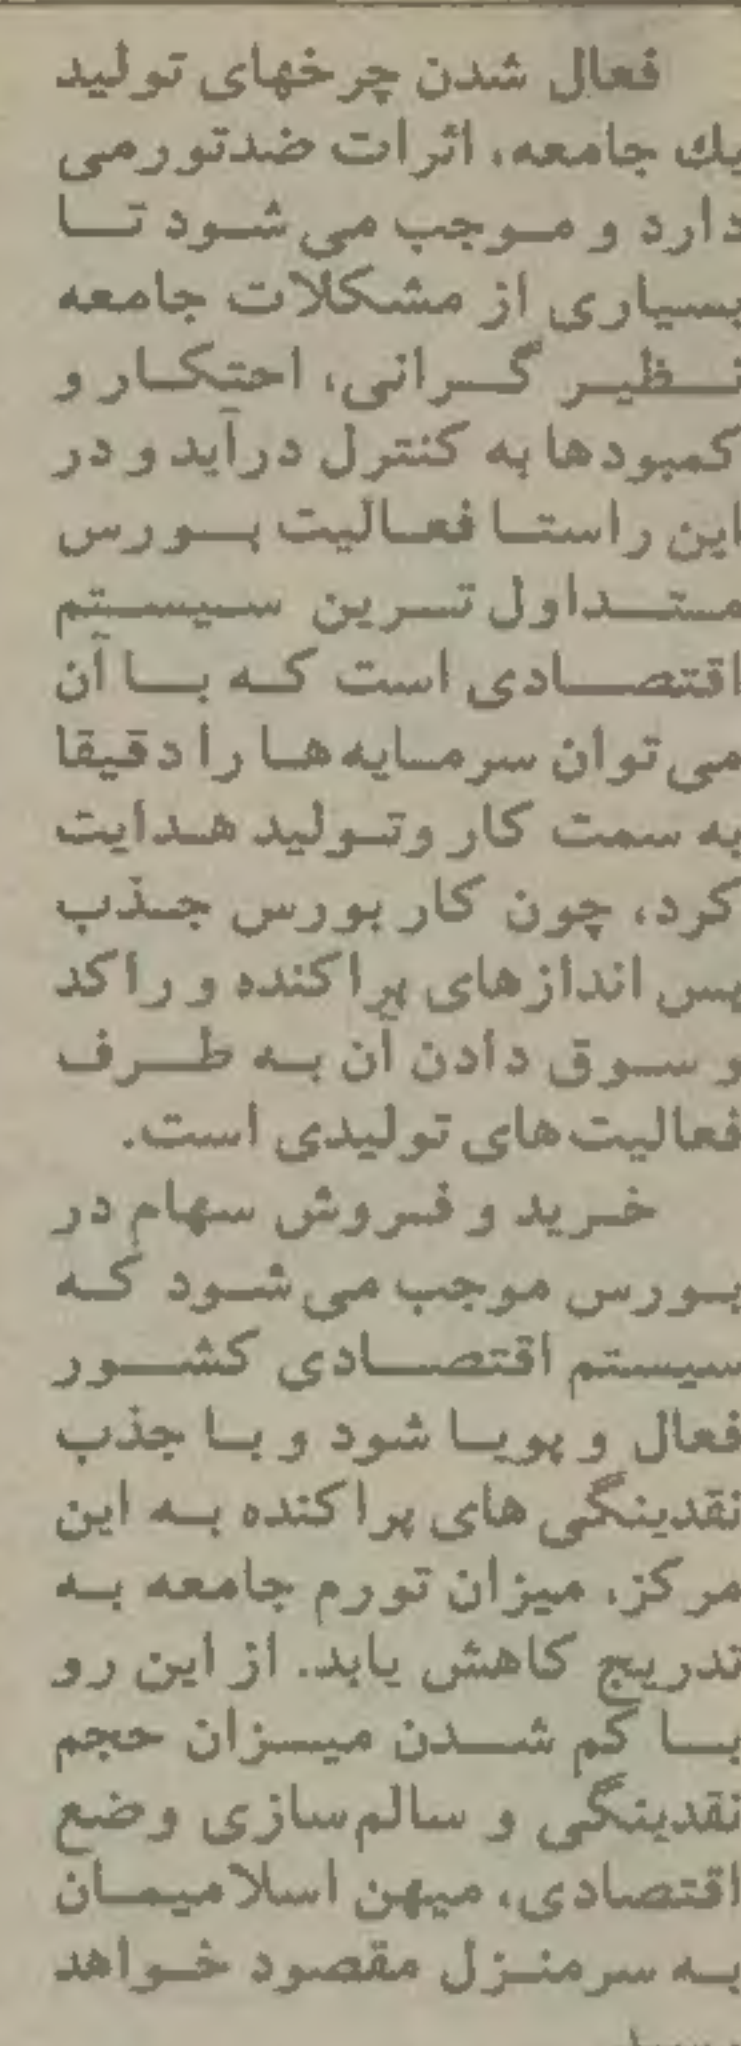 فعال شدن چرخهای تولید
یك جامعه، اثرات ضدتورمی
دارد و موجب می شود تا
بسیاری از مشکلات جامعه
نظیر گرانی، احتکار و
کمبودها به کنترل درآید و در
این راستا فعالیت بورس
متداول ترین سیستم
اقتصادی است که با آن
می توان سرمایه ها را دقیقا
به سمت کار وتولید هدایت
کرد، چون کار بورس جذب
پس اندازهای پراکنده و راکد
و سوق دادن آن به طرف
فعالیت های تولیدی است.
خرید و فروش سهام در
بورس موجب می شود که
سیستم اقتصادی کشور
فعال و پویا شود و با جذب
نقدینگی های پراکنده به این
مرکز، میزان تورم جامعه به
تدریج کاهش یابد. از این رو
با کم شدن میزان حجم
نقدینگی و سالم سازی وضع
اقتصادی، میهن اسلامیمان
به سرمنزل مقصود خواهد